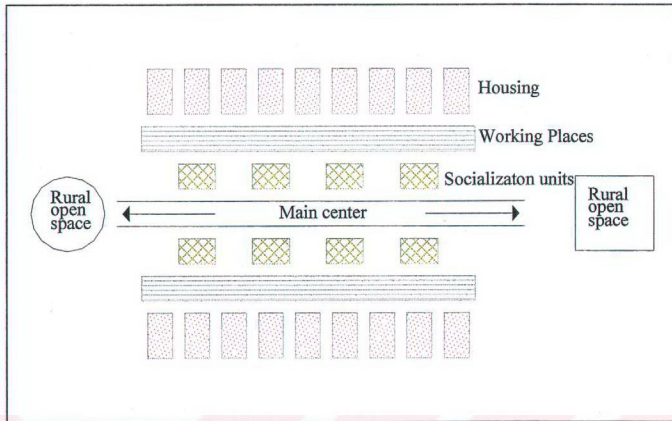 Housing
Working Places
Socializaton units
Rural
open
space
Main center
Rural
open
space